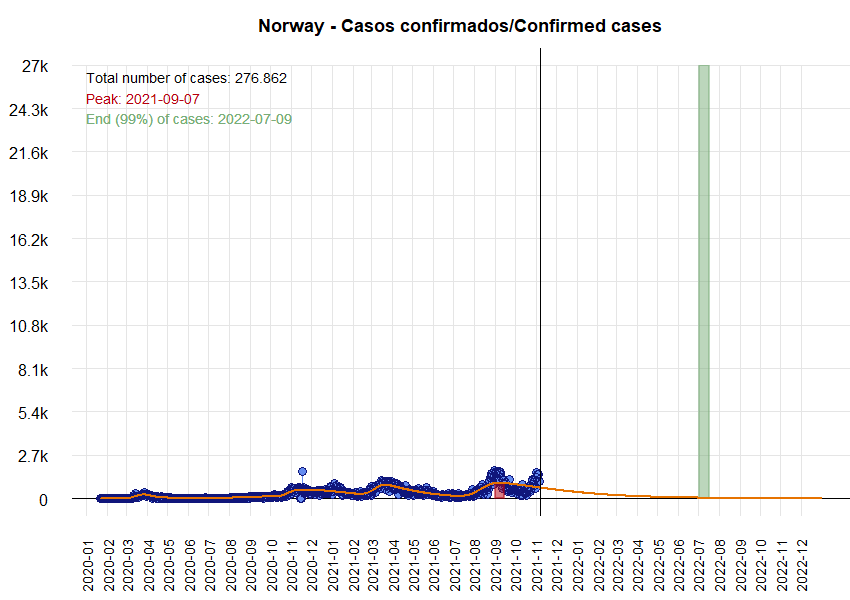 Norway - Casos confirmados/Confirmed cases
27k
Total number of cases: 276.862
Peak: 2021-09-07
24.3k
End (99%) of cases: 2022-07-09
21.6k
18.9k
16.2k
13.5k
10.8k
8.1k
5.4k
2.7k
0
2020-01
2020-02
2020-03
2020-04
2020-05
2020-06
2020-07
2020-08
2020-09
2020-10
2020-11
2020-12
2021-01
2021-02
2021-03
2021-04
2021-05
2021-06
2021-07
2021-08
2021-09
2021-10
2021-11
2021-12
2022-01
2022-02
2022-03
2022-04
2022-05
2022-06
2022-07
2022-08
2022-09
2022-10
2022-11
2022-12